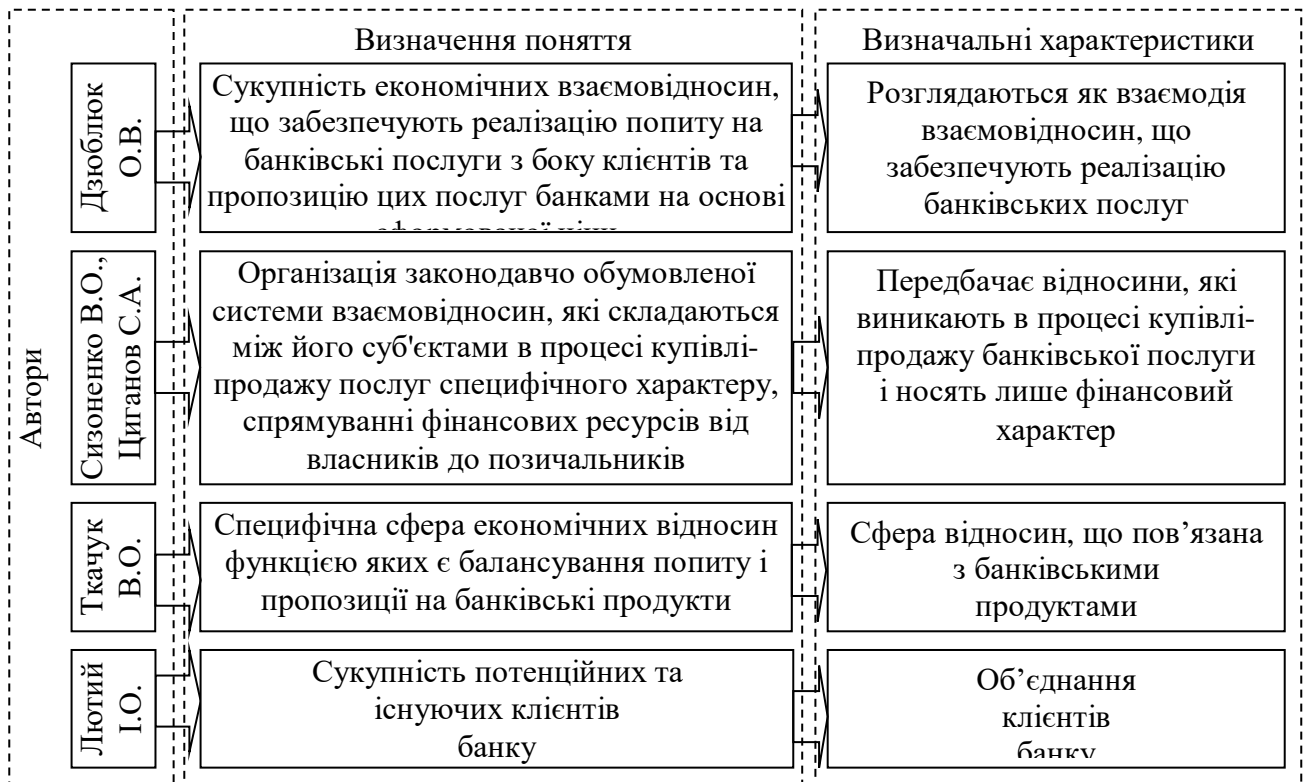 Визначення поняття
Визначальні характеристики
Автори
Дзюблюк
О.В.
Сукупність економічних взаємовідносин,
що забезпечують реалізацію попиту на
банківські послуги з боку клієнтів та
пропозицію цих послуг банками на основі
Розглядаються як взаємодія
взаємовідносин, що
забезпечують реалізацію
банківських послуг
Сизоненко В.О.,
Циганов С.А.
Організація законодавчо обумовленої
системи взаємовідносин, які складаються
між його суб'єктами в процесі купівлі-
продажу послуг специфічного характеру,
спрямуванні фінансових ресурсів від
власників до позичальників
Передбачає відносини, які
виникають в процесі купівлі-
продажу банківської послуги
і носять лише фінансовий
характер
Ткачук
В.О.
Специфічна сфера економічних відносин
функцією яких є балансування попиту і
пропозиції на банківські продукти
Сфера відносин, що пов’язана
з банківськими
продуктами
Лютий
І.О.
Сукупність потенційних та
існуючих клієнтів
банку
Об’єднання
клієнтів
банку